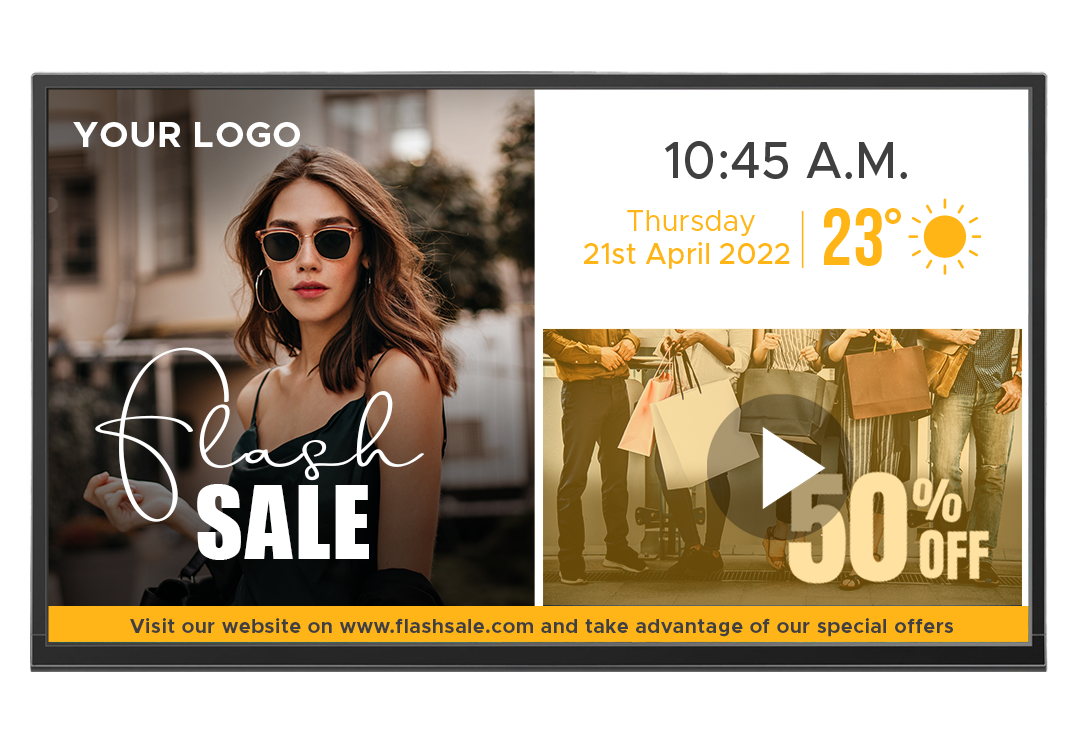 YOUR LOGO
flash
SALE
10:45 A.M.
Thursday
21st April 2022
23°
50% OFF
Visit our website on www.flashsale.com and take advantage of our special offers